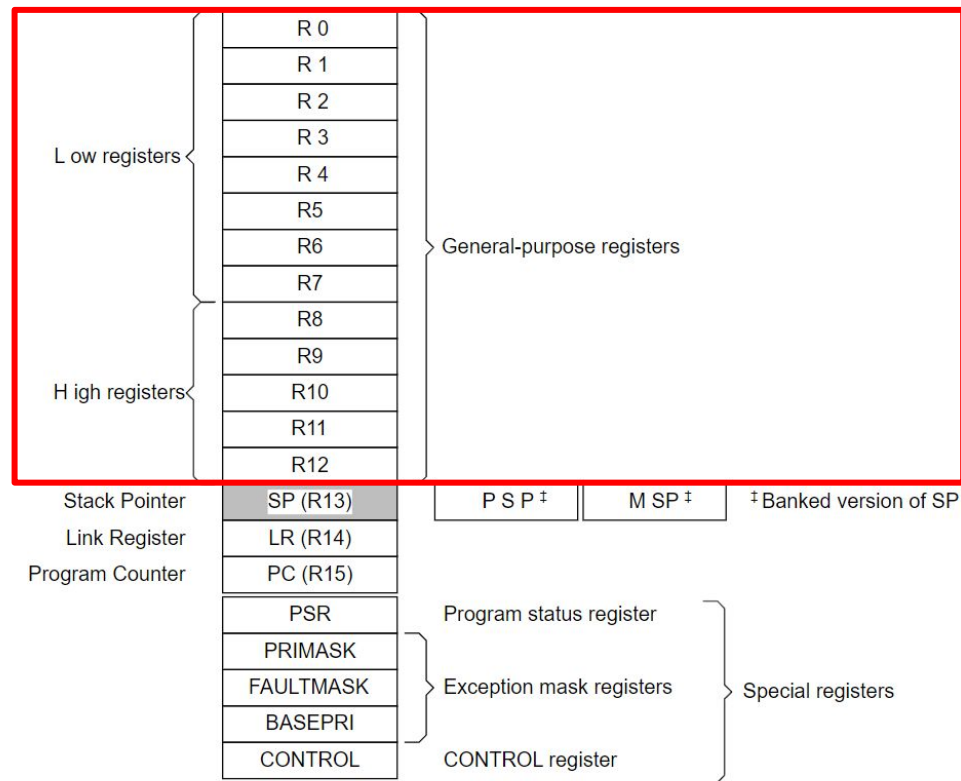 R 0
R 1
R 2
R 3
L ow registers
R 4
R5
R6
General-purpose registers
R7
R8
R9
H igh registers
R10
R11
R12
Stack Pointer SP (R13) P S P ‡ M SP ‡ ‡ Banked version of SP
Link Register LR (R14)
Program Counter PC (R15)
PSR Program status register
PRIMASK
FAULTMASK Exception mask registers Special registers
BASEPRI
CONTROL CONTROL register